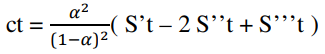 ct = α²/(1−α)² ( S’t – 2 S’’t + S’’’t )